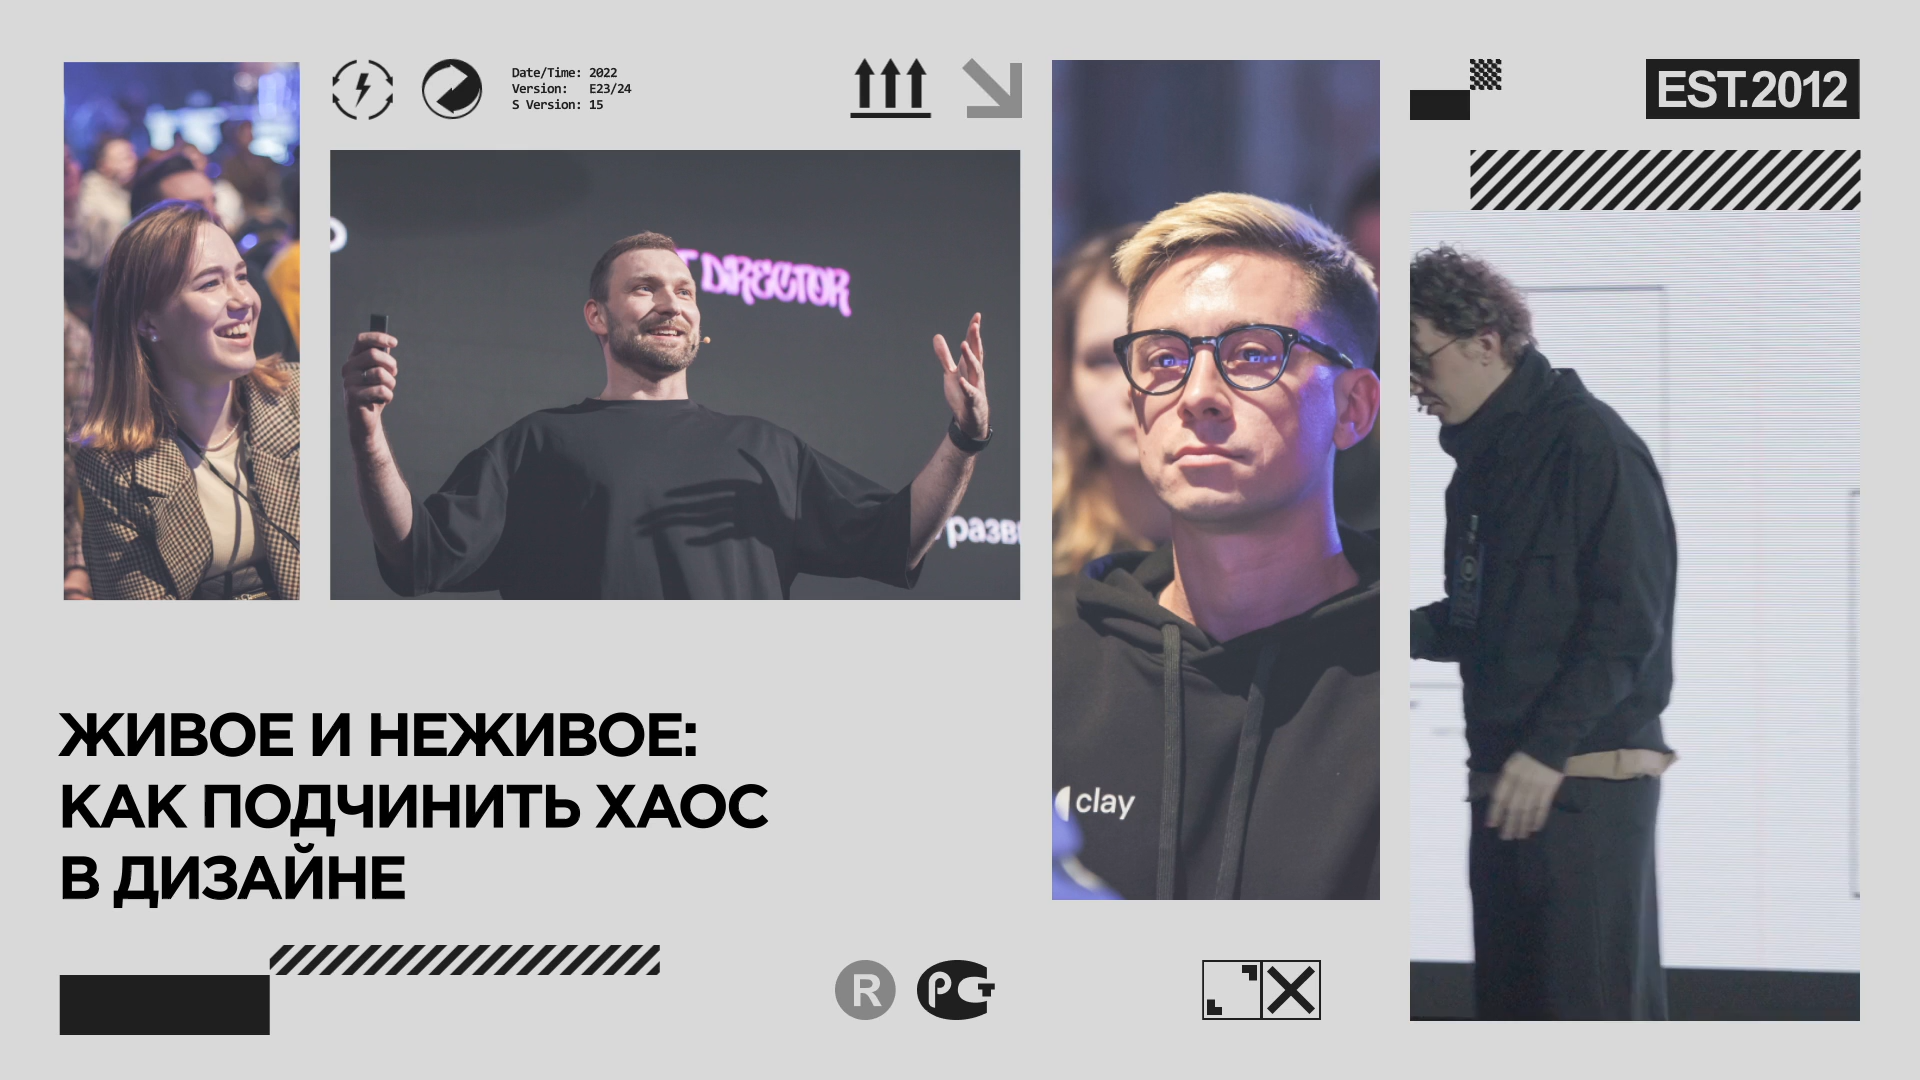 Date/Time: 2022
Version: E23/24
S Version: 15
EST.2012
DIRECTOR
разв
clay
ЖИВОЕ И НЕЖИВОЕ:
КАК ПОДЧИНИТЬ ХАОС
В ДИЗАЙНЕ
R
РСТ